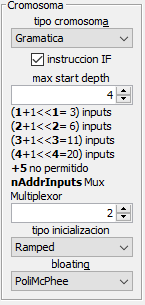 Cromosoma
tipo cromosoma
Gramatica
instruccion IF
max start depth
4
(1+1<<1= 3) inputs
(2+1<<2= 6) inputs
(3+1<<3=11) inputs
(4+1<<4=20) inputs
+5 no permitido
nAddrInputs Mux
Multiplexor
2
tipo inicializacion
Ramped
bloating
PoliMcPhee